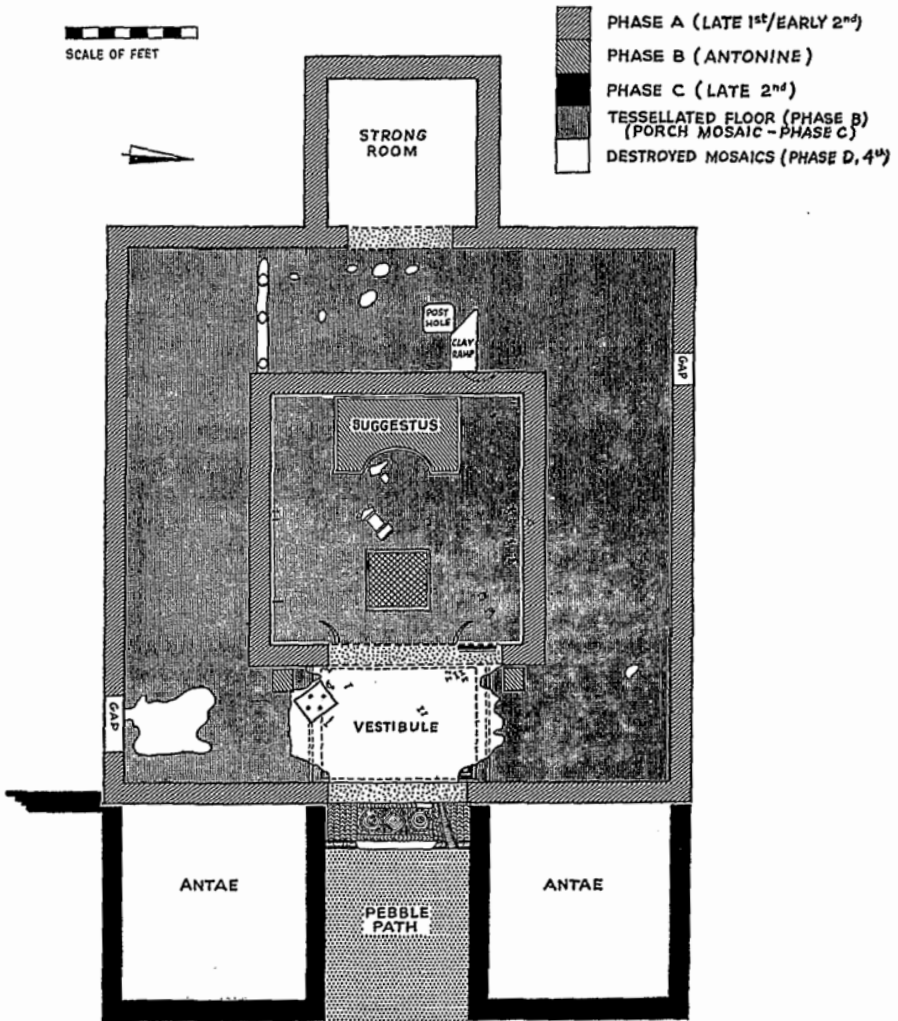 SCALE OF FEET
PHASE A (LATE 1st/EARLY 2nd)
PHASE B (ANTONINE)
PHASE C (LATE 2nd)
TESSELLATED FLOOR (PHASE B)
(PORCH MOSAIC - PHASE C)
DESTROYED MOSAICS (PHASE D, 4th)
STRONG
ROOM
POST
HOLE
CLAY
RAMP
GAP
SUGGESTUS
GAP
VESTIBULE
ANTAE
ANTAE
PEBBLE
PATH